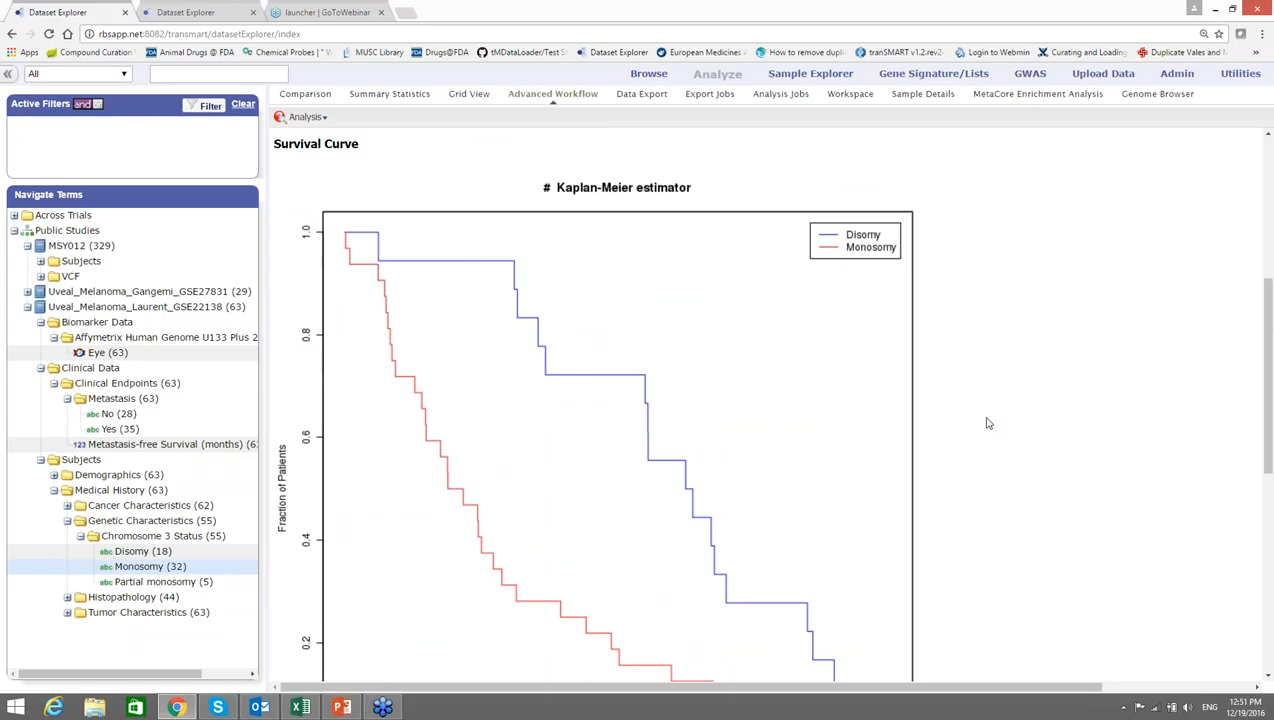 Dataset Explorer
Dataset Explorer
launcher | GoToWebinar
rbsapp.net:8082/transmart/datasetExplorer/index
Apps
Compound Curation
Animal Drugs @ FDA
Chemical Probes | "
MUSC Library
Drugs@FDA
tMDataLoader/Test S
Dataset Explorer
European Medicines
How to remove dupli
tranSMART v1.2.rev2-
Login to Webmin
Curating and Loading
Duplicate Vales and M
All
Browse
Analyze
Sample Explorer
Gene Signature/Lists
GWAS
Upload Data
Admin
Utilities
Active Filters
and
Filter
Clear
Comparison
Summary Statistics
Grid View
Advanced Workflow
Data Export
Export Jobs
Analysis Jobs
Workspace
Sample Details
MetaCore Enrichment Analysis
Genome Browser
Analysis
Navigate Terms
Across Trials
Public Studies
MSY012 (329)
Subjects
VCF
Uveal_Melanoma_Gangemi_GSE27831 (29)
Uveal_Melanoma_Laurent_GSE22138 (63)
Biomarker Data
Affymetrix Human Genome U133 Plus 2
Eye (63)
Clinical Data
Clinical Endpoints (63)
Metastasis (63)
abc No (28)
abc Yes (35)
123 Metastasis-free Survival (months) (6
Subjects
Demographics (63)
Medical History (63)
Cancer Characteristics (62)
Genetic Characteristics (55)
Chromosome 3 Status (55)
abc Disomy (18)
abc Monosomy (32)
abc Partial monosomy (5)
Histopathology (44)
Tumor Characteristics (63)
Survival Curve
# Kaplan-Meier estimator
Disomy
Monosomy
Fraction of Patients
1.0
0.8
0.6
0.4
0.2
ENG
12:51 PM
12/19/2016